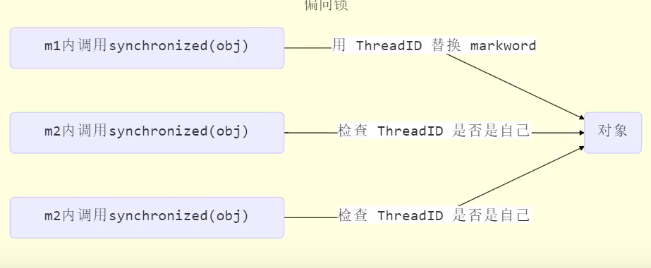 偏向锁
m1内调用synchronized(obj)
用 ThreadID 替换 markword
m2内调用synchronized(obj)
检查 ThreadID 是否是自己
对象
m2内调用synchronized(obj)
检查 ThreadID 是否是自己